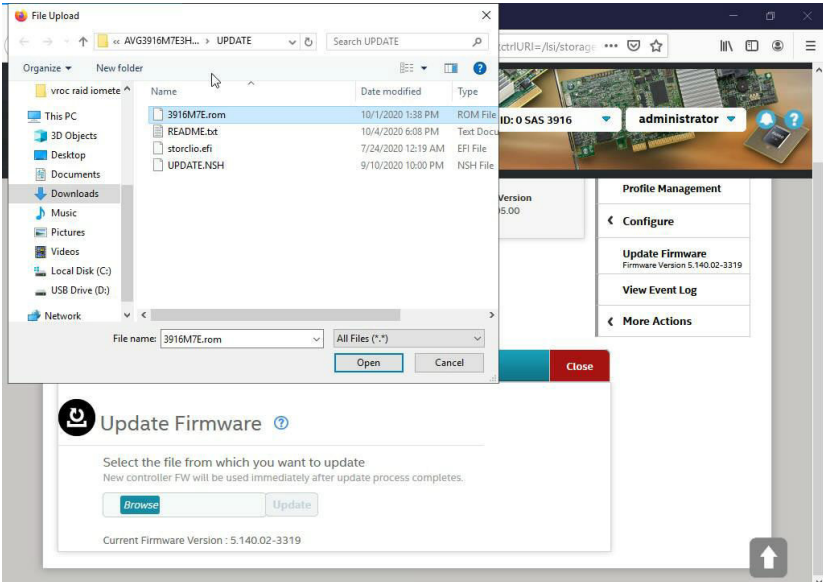 File Upload
« AVG3916M7E3H... › UPDATE
Search UPDATE
Organize
New folder
Name
Date modified
Type
vroc raid iomete
This PC
3D Objects
Desktop
Documents
Downloads
Music
Pictures
Videos
Local Disk (C:)
USB Drive (D:)
Network
3916M7E.rom 10/1/2020 1:38 PM ROM File
README.txt 10/4/2020 6:08 PM Text Docu
storclio.efi 7/24/2020 12:19 AM EFI File
UPDATE.NSH 9/10/2020 10:00 PM NSH File
File name: 3916M7E.rom
All Files (*.*)
Open
Cancel
ctrlURI=/lsi/storage
ID: 0 SAS 3916
administrator
Version
05.00
Profile Management
Configure
Update Firmware
Firmware Version 5.140.02-3319
View Event Log
More Actions
Close
Update Firmware
Select the file from which you want to update
New controller FW will be used immediately after update process completes.
Browse
Update
Current Firmware Version : 5.140.02-3319